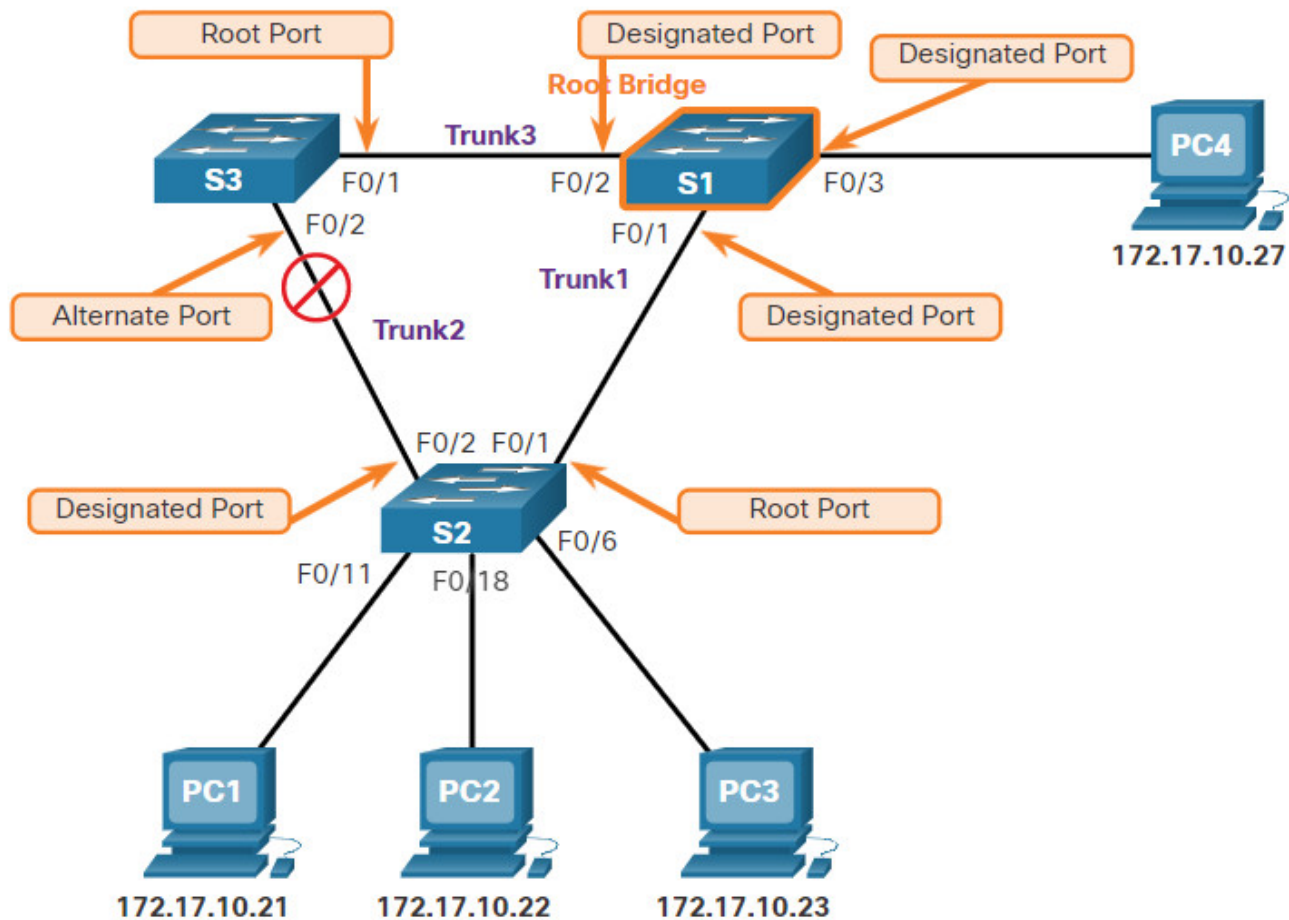 Root Port
Designated Port
Designated Port
Root Bridge
Trunk3
S3
F0/1
F0/2
S1
F0/3
PC4
F0/2
F0/1
172.17.10.27
Trunk1
Alternate Port
Designated Port
Trunk2
F0/2
F0/1
Designated Port
Root Port
S2
F0/6
F0/11
F0/18
PC1
PC2
PC3
172.17.10.21
172.17.10.22
172.17.10.23